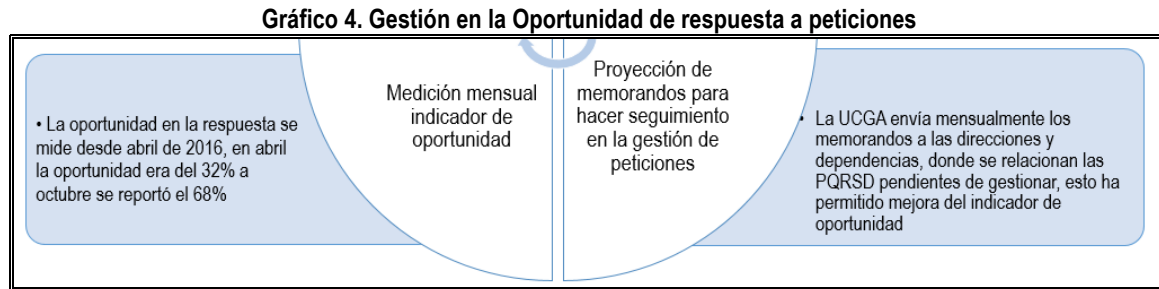 Gráfico 4. Gestión en la Oportunidad de respuesta a peticiones
• La oportunidad en la respuesta se
mide desde abril de 2016, en abril
la oportunidad era del 32% a
octubre se reportó el 68%
Medición mensual
indicador de
oportunidad
Proyección de
memorandos para
hacer seguimiento
en la gestión de
peticiones
• La UCGA envía mensualmente los
memorandos a las direcciones y
dependencias, donde se relacionan las
PQRSD pendientes de gestionar, esto ha
permitido mejora del indicador de
oportunidad